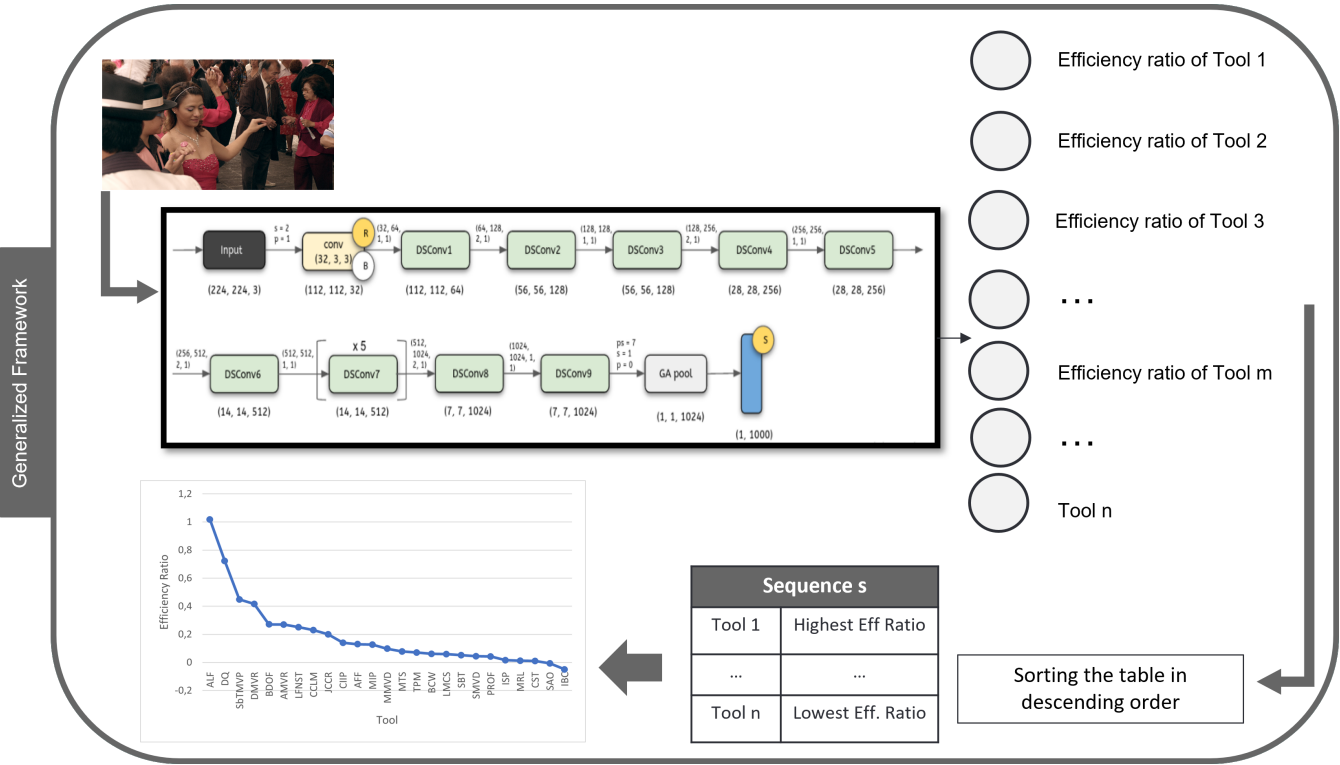 Generalized Framework
Efficiency ratio of Tool 1
Efficiency ratio of Tool 2
Efficiency ratio of Tool 3
...
Efficiency ratio of Tool m
...
Tool n
Input
(224, 224, 3)
s = 2
p = 1
conv
(32, 3, 3)
R
B
(112, 112, 32)
(32, 64,
1, 1)
DSConv1
(112, 112, 64)
(64, 128,
2, 1)
DSConv2
(56, 56, 128)
(128, 128,
1, 1)
DSConv3
(56, 56, 128)
(128, 256,
2, 1)
DSConv4
(28, 28, 256)
(256, 256,
1, 1)
DSConv5
(28, 28, 256)
(256, 512,
2, 1)
DSConv6
(14, 14, 512)
(512, 512,
1, 1)
x 5
DSConv7
(14, 14, 512)
(512,
1024,
2, 1)
DSConv8
(7, 7, 1024)
(1024,
1024, 1,
1)
DSConv9
(7, 7, 1024)
ps = 7
s = 1
p = 0
GA pool
(1, 1, 1024)
S
(1, 1000)
Sorting the table in
descending order
Sequence s
Tool 1 Highest Eff Ratio
... ...
Tool n Lowest Eff. Ratio
Efficiency Ratio
1,2
1
0,8
0,6
0,4
0,2
0
-0,2
ALF
DQ
SbTMVP
DMVR
BDOF
AMVR
LFNST
CCLM
JCCR
CIIP
AFF
MIP
MMVD
MTS
TPM
BCW
LMCS
SBT
SMVD
PROF
ISP
MRL
CST
SAO
IBC
Tool